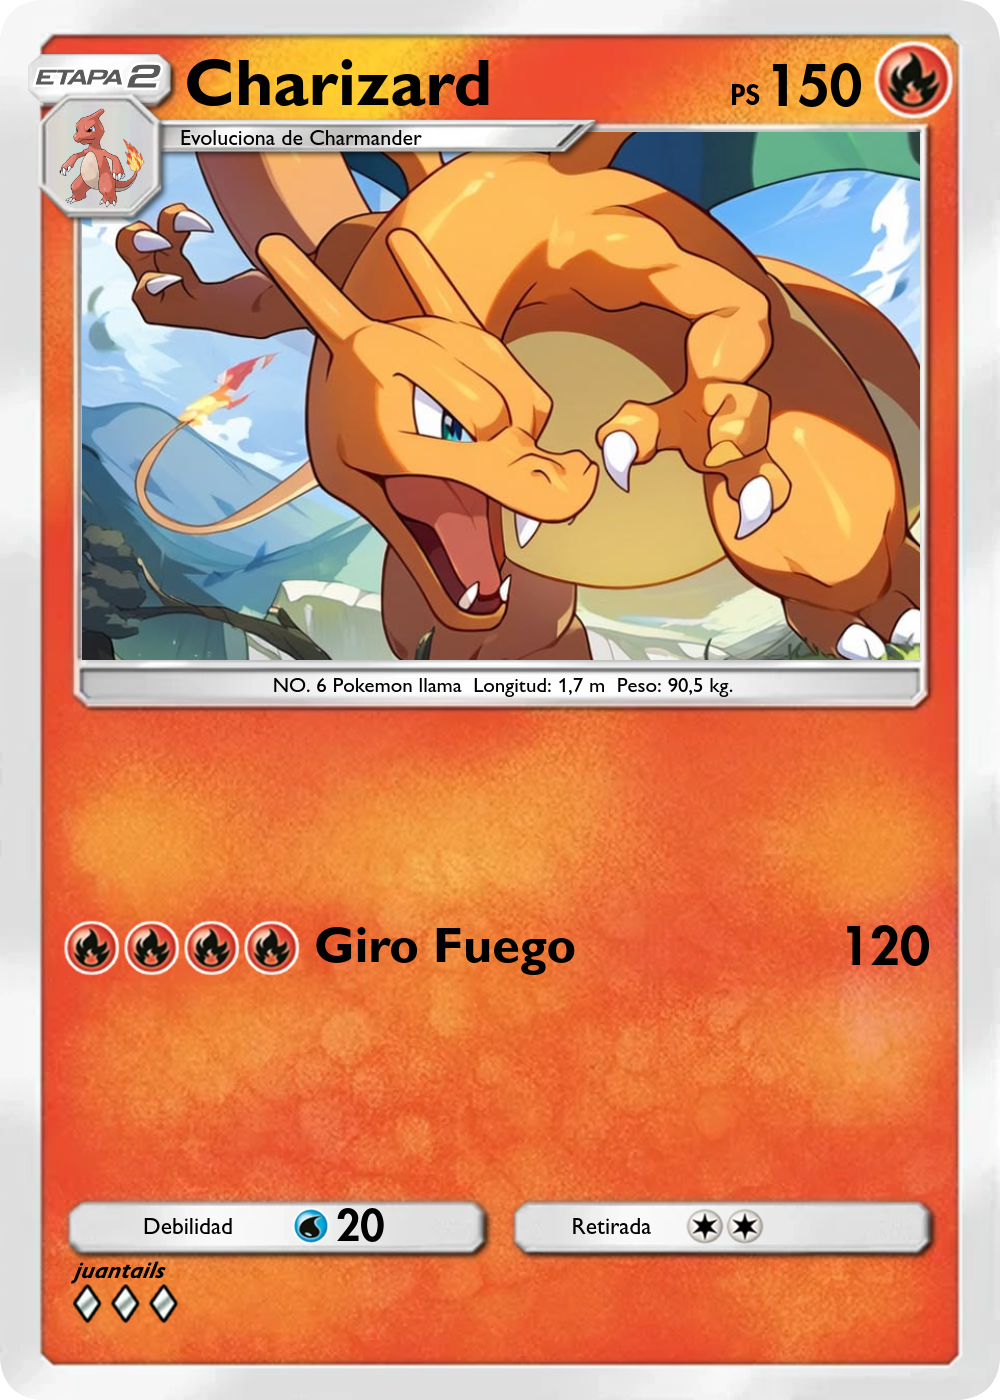 ETAPA 2
Charizard
PS 150
Evoluciona de Charmander
NO. 6 Pokemon llama Longitud: 1,7 m Peso: 90,5 kg.
Giro Fuego 120
Debilidad 20
Retirada
juantails